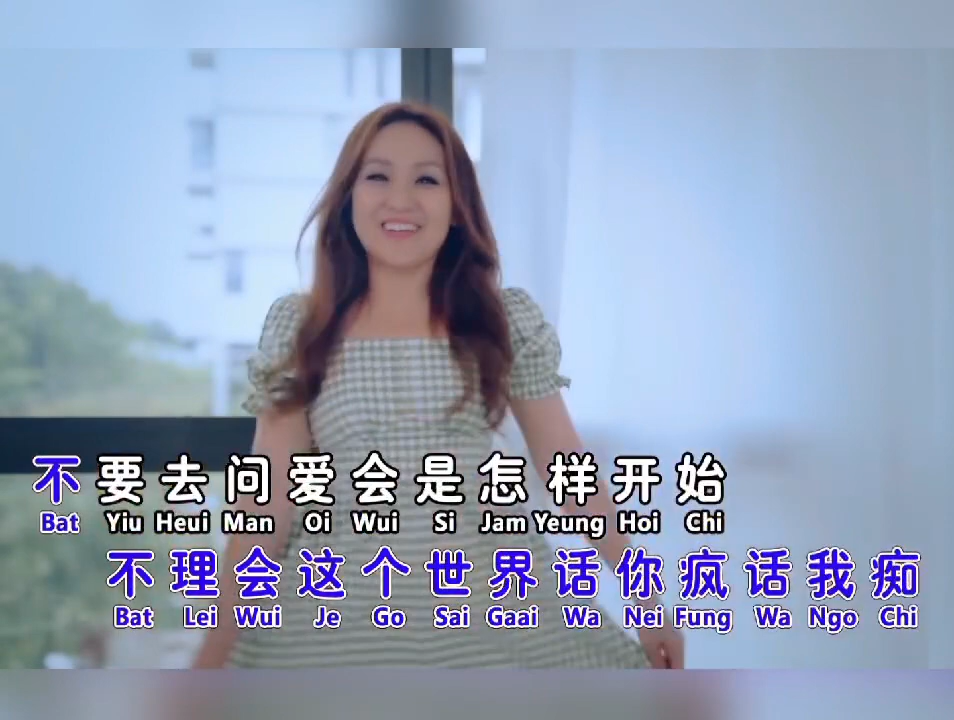 不要去问爱会是怎样开始
Bat Yiu Heui Man Oi Wui Si Jam Yeung Hoi Chi
不理会这个世界话你疯话我痴
Bat Lei Wui Je Go Sai Gaai Wa Nei Fung Wa Ngo Chi